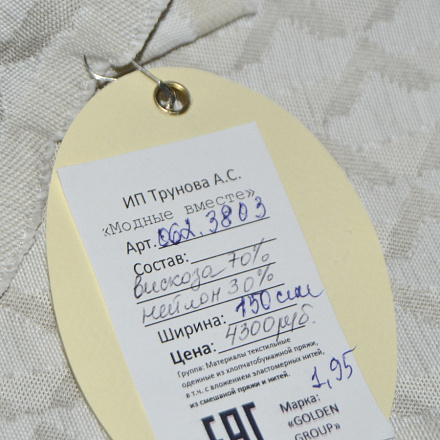 ИП Трунова А.С.
«Модные вместе»
Арт. 062.3803
Состав:
вискоза 70%
нейлон 30%
Ширина: 150 см
Цена: 4300 руб.
Группа: Материалы текстильные
одежные из хлопчатобумажной пряжи,
в т.ч. с вложением эластомерных нитей,
из смешанной пряжи и нитей.
1,95
ЕАС
Марка:
«GOLDEN
GROUP»